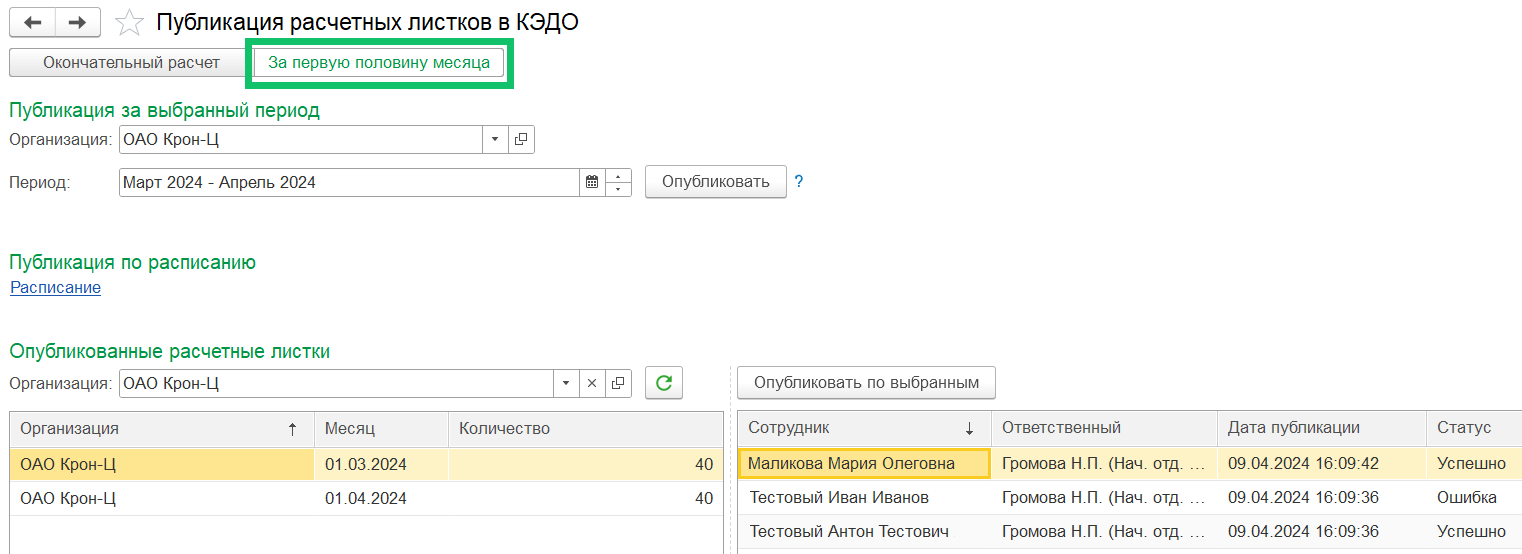 Публикация расчетных листков в КЭДО
Окончательный расчет За первую половину месяца
Публикация за выбранный период
Организация: ОАО Крон-Ц
Период: Март 2024 - Апрель 2024 Опубликовать ?
Публикация по расписанию
Расписание
Опубликованные расчетные листки
Организация: ОАО Крон-Ц Опубликовать по выбранным
Организация Месяц Количество Сотрудник Ответственный Дата публикации Статус
ОАО Крон-Ц 01.03.2024 40 Маликова Мария Олеговна Громова Н.П. (Нач. отд. ... 09.04.2024 16:09:42 Успешно
ОАО Крон-Ц 01.04.2024 40 Тестовый Иван Иванов Громова Н.П. (Нач. отд. ... 09.04.2024 16:09:36 Ошибка
Тестовый Антон Тестович Громова Н.П. (Нач. отд. ... 09.04.2024 16:09:36 Успешно